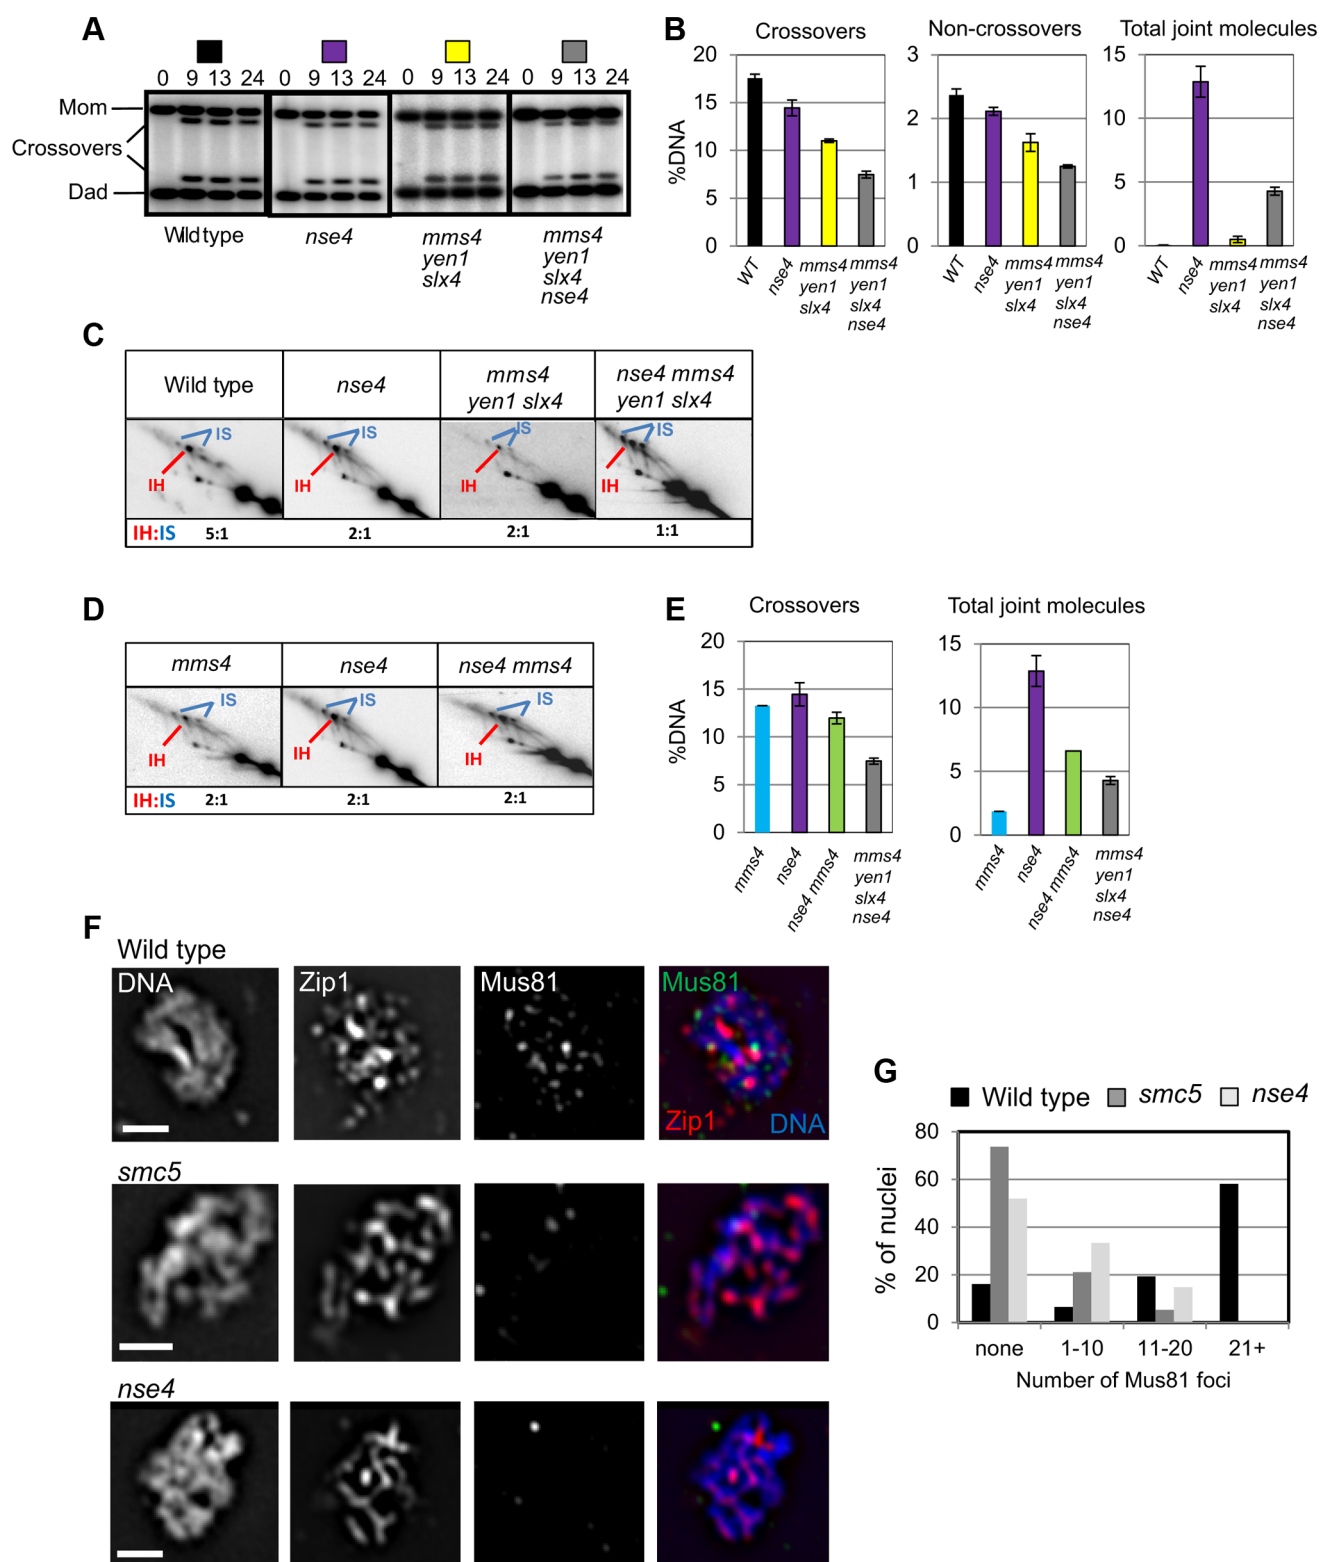 A
0 9 13 24 0 9 13 24 0 9 13 24 0 9 13 24
Mom
Crossovers
Dad
Wild type
nse4
mms4
yen1
slx4
mms4
yen1
slx4
nse4
B
Crossovers
Non-crossovers
Total joint molecules
%DNA
20
15
10
5
0
WT
nse4
mms4
yen1
slx4
mms4
yen1
slx4
nse4
3
2
1
0
WT
nse4
mms4
yen1
slx4
mms4
yen1
slx4
nse4
15
10
5
0
WT
nse4
mms4
yen1
slx4
mms4
yen1
slx4
nse4
C
Wild type
nse4
mms4
yen1 slx4
nse4 mms4
yen1 slx4
IS
IH
IS
IH
IS
IH
IS
IH
IH:IS 5:1 2:1 2:1 1:1
D
mms4
nse4
nse4 mms4
IS
IH
IS
IH
IS
IH
IH:IS 2:1 2:1 2:1
E
Crossovers
Total joint molecules
%DNA
20
15
10
5
0
mms4
nse4
nse4 mms4
mms4
yen1
slx4
nse4
15
10
5
0
mms4
nse4
nse4 mms4
mms4
yen1
slx4
nse4
F
Wild type
DNA
Zip1
Mus81
Mus81
Zip1
DNA
smc5
nse4
G
Wild type smc5 nse4
% of nuclei
80
60
40
20
0
none 1-10 11-20 21+
Number of Mus81 foci